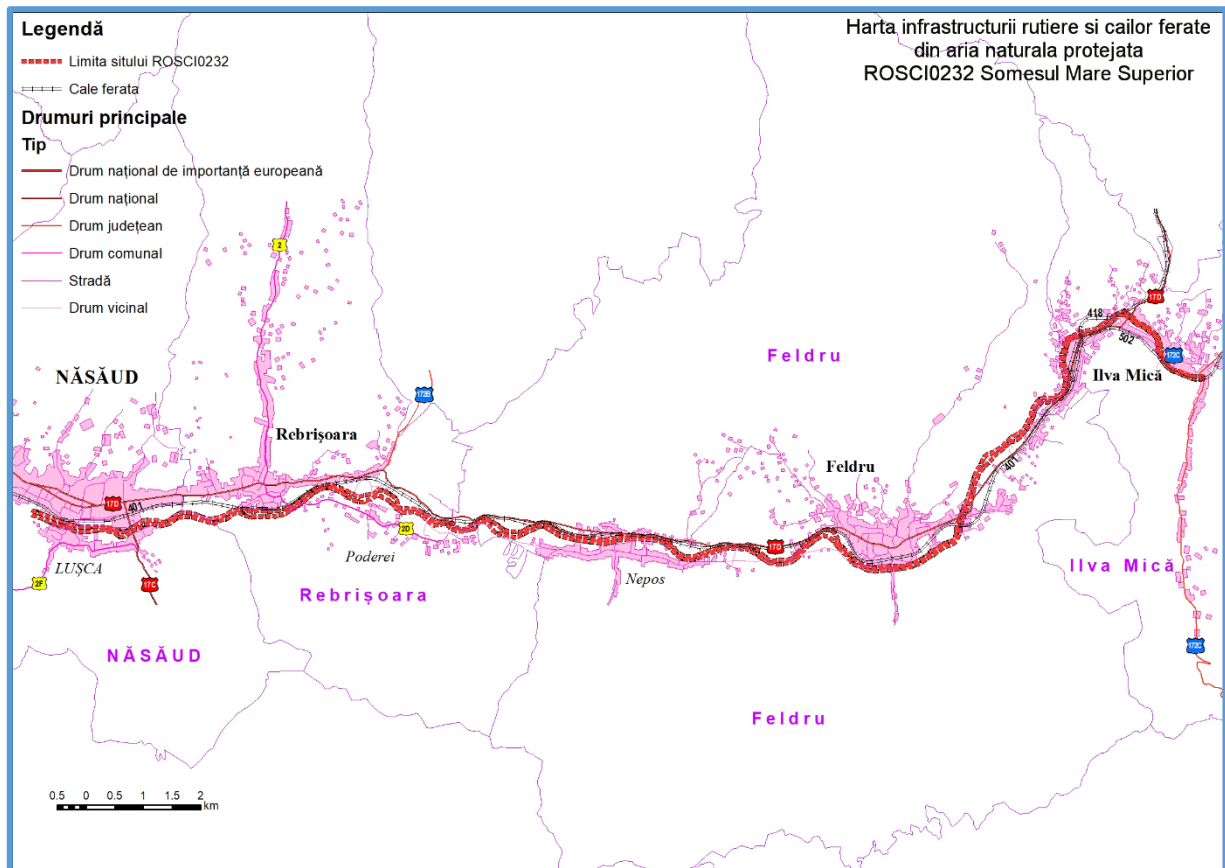 Harta infrastructurii rutiere si cailor ferate
din aria naturala protejata
ROSCI0232 Somesul Mare Superior
Legendă
Limita sitului ROSCI0232
Cale ferata
Drumuri principale
Tip
Drum național de importanță europeană
Drum național
Drum județean
Drum comunal
Stradă
Drum vicinal
2
17D
418
502
172C
Ilva Mică
Feldru
NĂSĂUD
172B
Rebrișoara
Feldru
401
17D
401
2D
17D
Poderei
Nepos
LUȘCA
2F
17C
Rebrișoara
Ilva Mică
NĂSĂUD
172C
Feldru
0.5 0 0.5 1 1.5 2
km